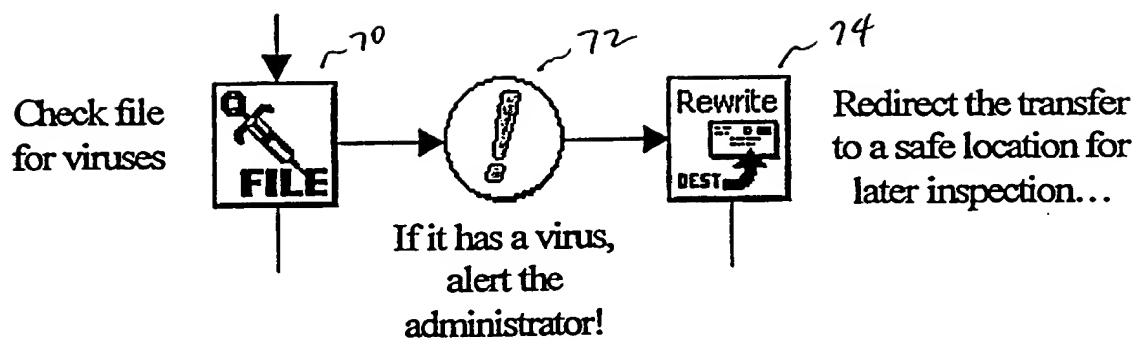 70
72
74
Check file
for viruses
Q
FILE
Rewrite
DEST
Redirect the transfer
to a safe location for
later inspection...
If it has a virus,
alert the
administrator!